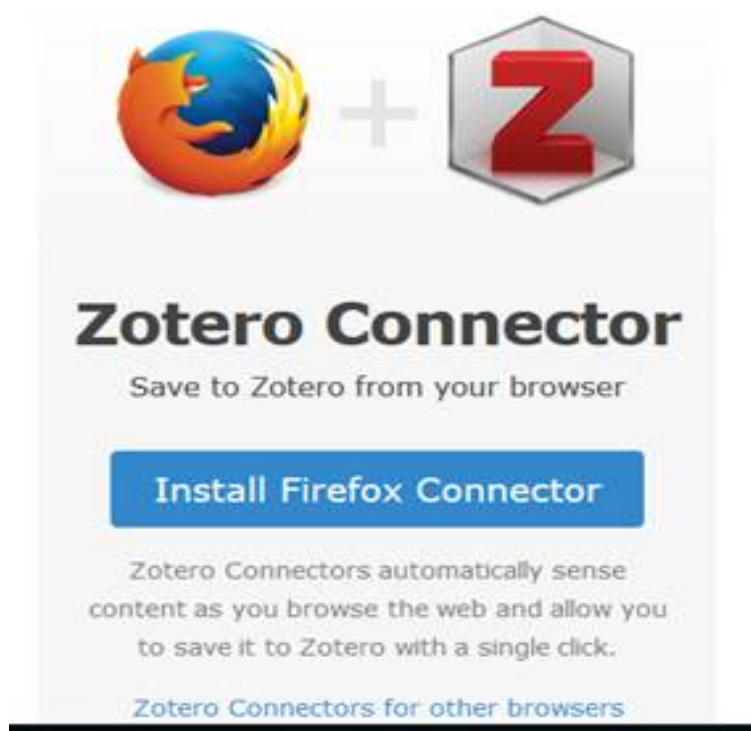 Z
Zotero Connector
Save to Zotero from your browser
Install Firefox Connector
Zotero Connectors automatically sense
content as you browse the web and allow you
to save it to Zotero with a single click.
Zotero Connectors for other browsers